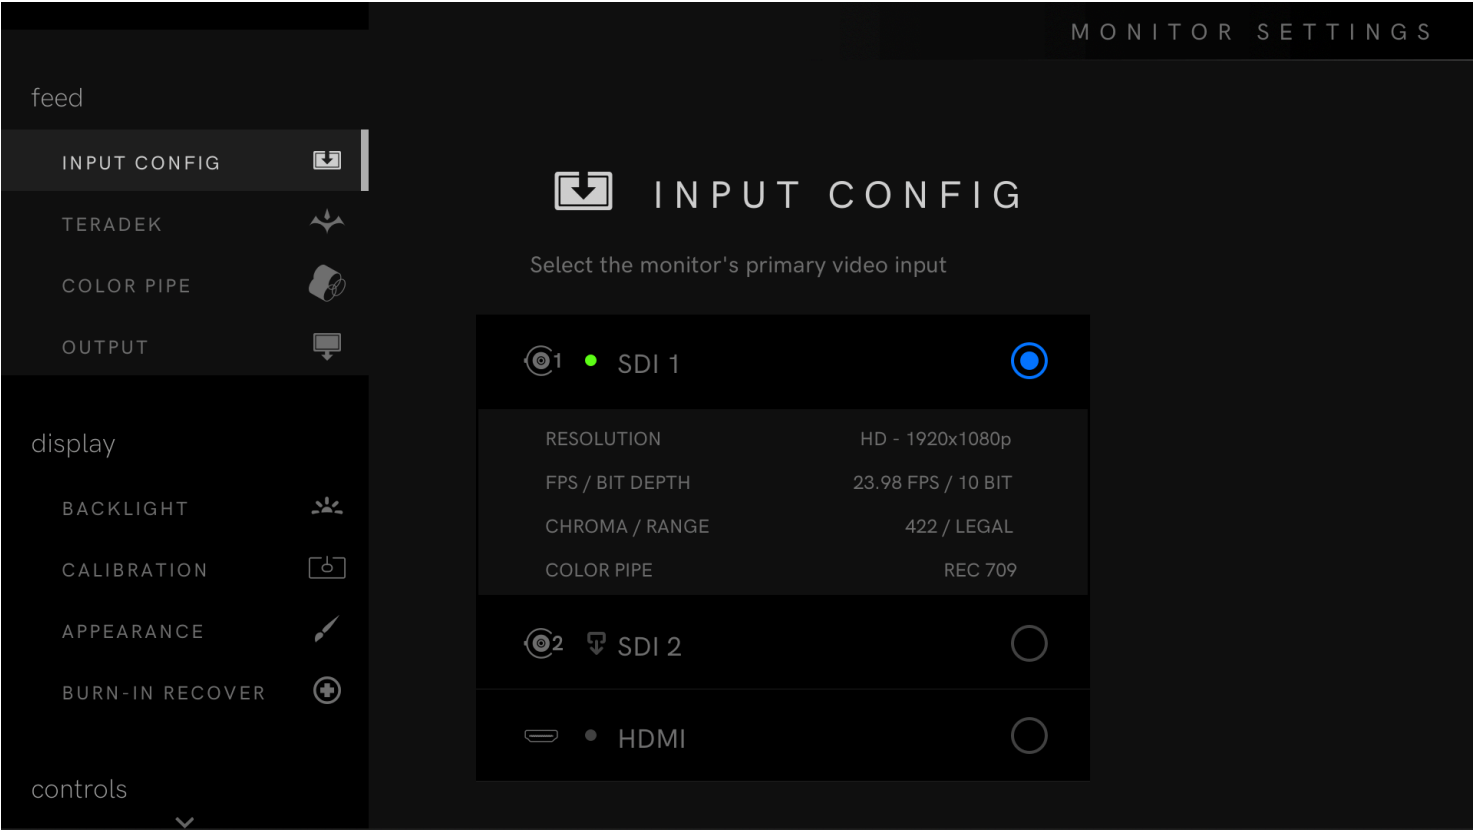 MONITOR SETTINGS
feed
INPUT CONFIG
TERADEK
COLOR PIPE
OUTPUT
display
BACKLIGHT
CALIBRATION
APPEARANCE
BURN-IN RECOVER
controls
INPUT CONFIG
Select the monitor's primary video input
1 SDI 1
RESOLUTION HD - 1920x1080p
FPS / BIT DEPTH 23.98 FPS / 10 BIT
CHROMA / RANGE 422 / LEGAL
COLOR PIPE REC 709
2 SDI 2
HDMI